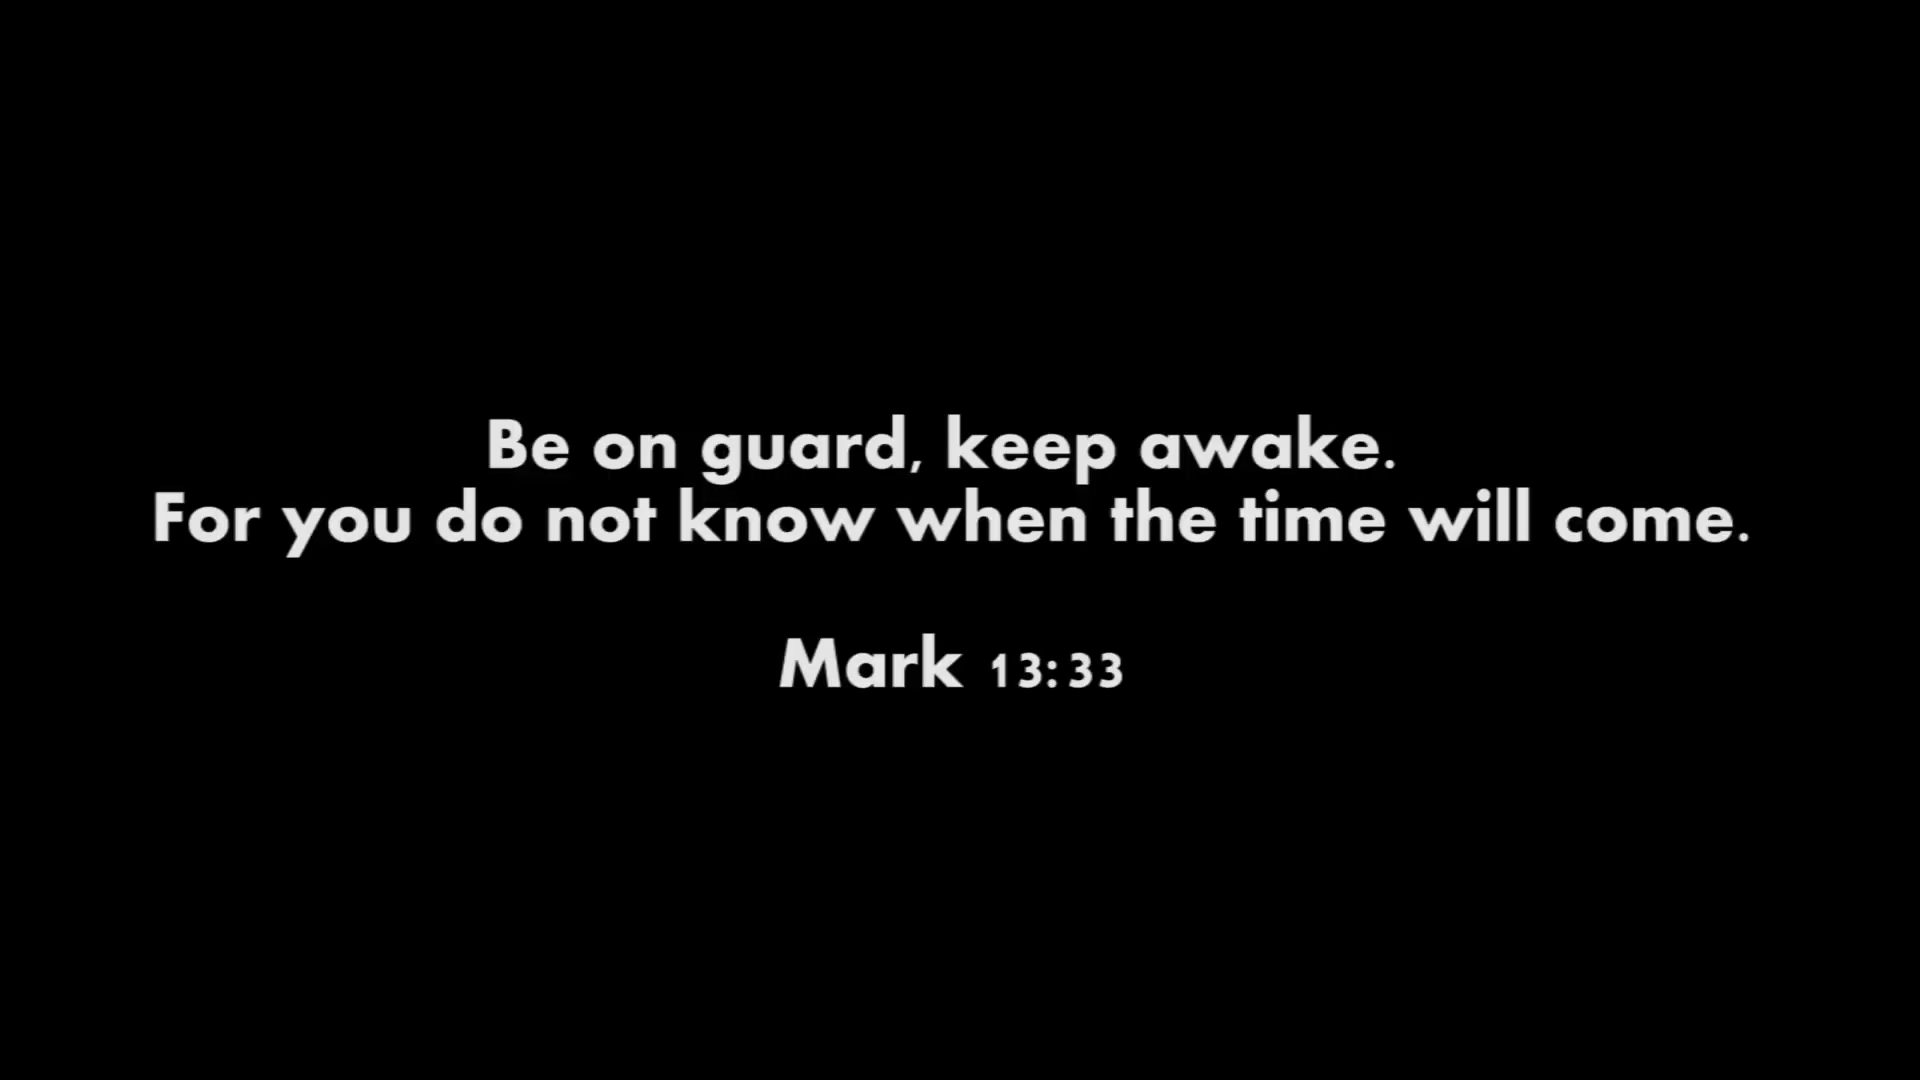 Be on guard, keep awake.
For you do not know when the time will come.
Mark 13:33